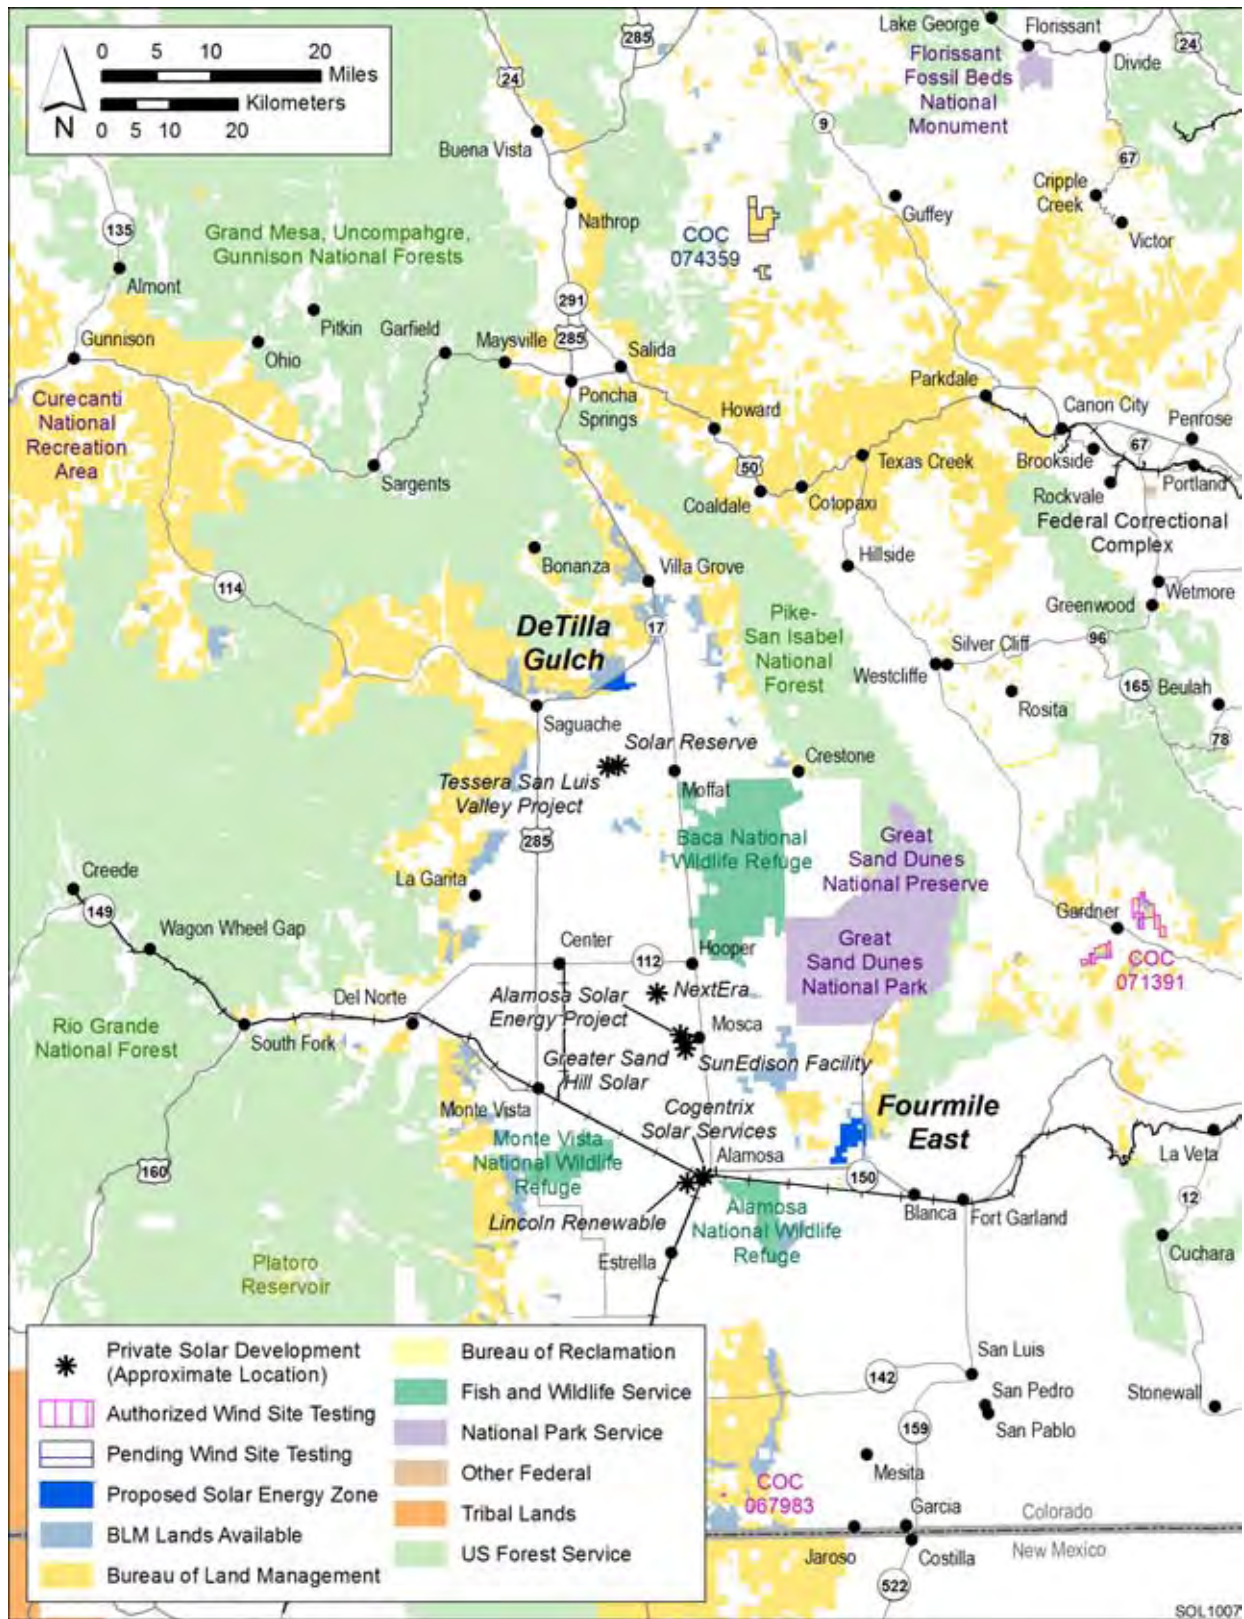 0 5 10 20
Miles
Kilometers
0 5 10 20
N
285
24
Lake George
Florissant
24
Florissant
Fossil Beds
National
Monument
Divide
Buena Vista
9
67
Cripple
Creek
Victor
Guffey
Nathrop
COC
074359
135
Grand Mesa, Uncompahgre,
Gunnison National Forests
Almont
291
285
Pitkin
Ohio
Garfield
Maysville
Salida
Gunnison
Poncha
Springs
Parkdale
Curecanti
National
Recreation
Area
Howard
Canon City
Penrose
67
Brookside
Texas Creek
50
Sargents
Coaldale
Cotopaxi
Rockvale
Portland
Federal Correctional
Complex
Hillside
Bonanza
Villa Grove
114
Wetmore
Greenwood
17
DeTilla
Gulch
Pike-
San Isabel
National
Forest
96
Silver Cliff
Westcliffe
165
Beulah
Rosita
78
Saguache
Solar Reserve
Crestone
Tessera San Luis
Valley Project
Moffat
285
Baca National
Wildlife Refuge
Great
Sand Dunes
National Preserve
Creede
La Garita
149
Gardner
Wagon Wheel Gap
Center
112
Hooper
Great
Sand Dunes
National Park
COC
071391
NextEra
Alamosa Solar
Energy Project
Del Norte
Mosca
Rio Grande
National Forest
South Fork
Greater Sand
Hill Solar
SunEdison Facility
Monte Vista
Cogentrix
Solar Services
Fourmile
East
Monte Vista
National Wildlife
Refuge
Alamosa
La Veta
160
150
12
Blanca
Fort Garland
Lincoln Renewable
Alamosa
National Wildlife
Refuge
Estrella
Cuchara
Platoro
Reservoir
San Luis
142
San Pedro
San Pablo
Stonewall
159
Mesita
COC
067983
Garcia
Colorado
New Mexico
Jaroso
Costilla
522
Private Solar Development
(Approximate Location)
Authorized Wind Site Testing
Pending Wind Site Testing
Proposed Solar Energy Zone
BLM Lands Available
Bureau of Land Management
Bureau of Reclamation
Fish and Wildlife Service
National Park Service
Other Federal
Tribal Lands
US Forest Service
SOL1007